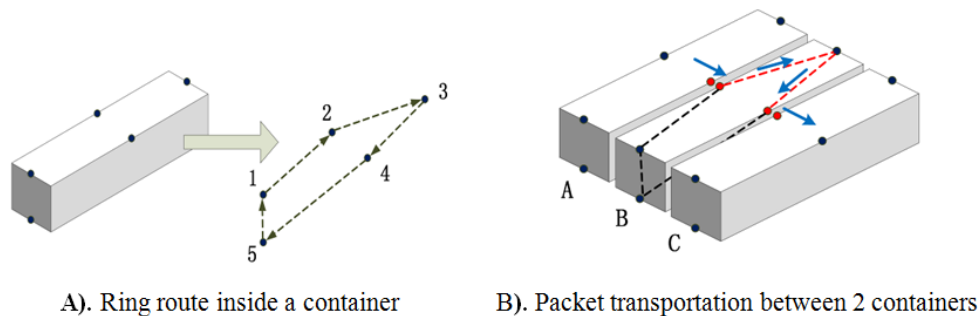 1
2
3
4
5
A
B
C
A). Ring route inside a container
B). Packet transportation between 2 containers